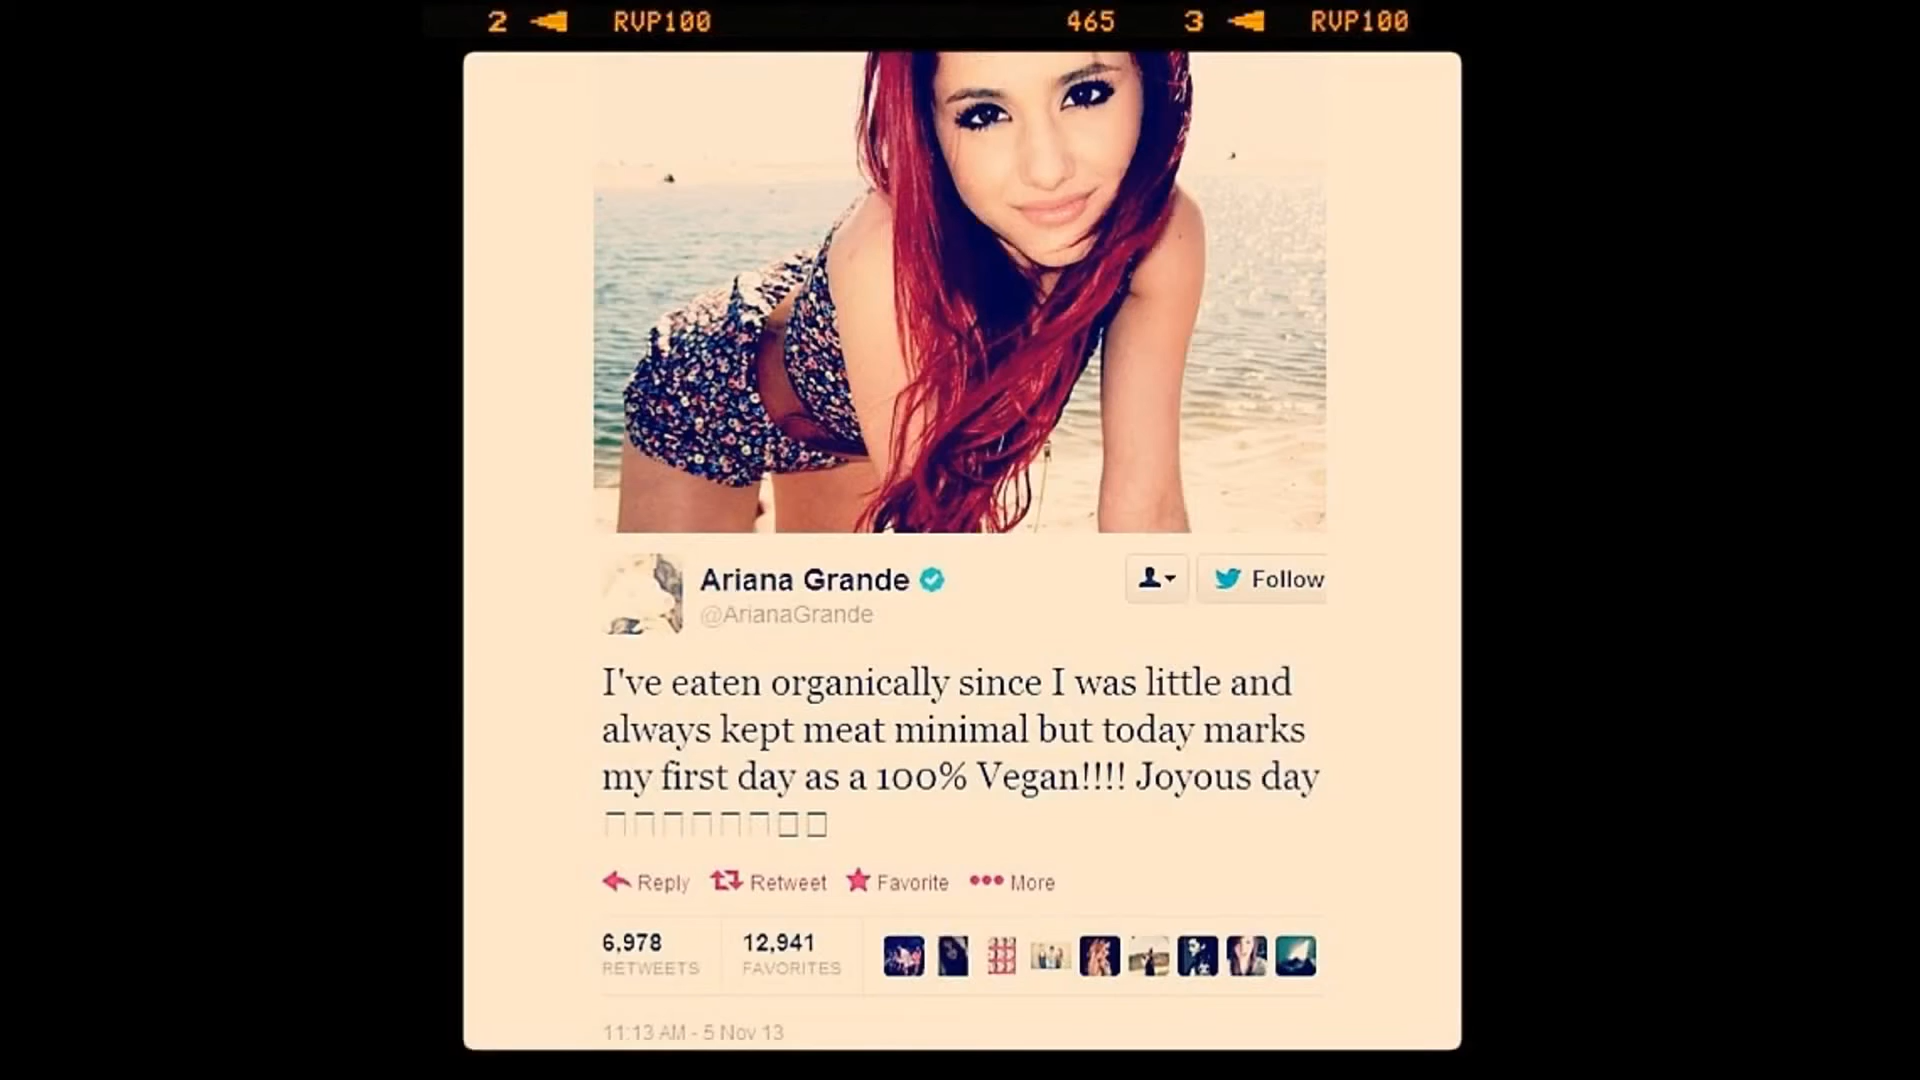 2 RVP100 465 3 RVP100
Ariana Grande
Follow
@ArianaGrande
I've eaten organically since I was little and
always kept meat minimal but today marks
my first day as a 100% Vegan!!!! Joyous day
Reply Retweet Favorite More
6,978 12,941
RETWEETS FAVORITES
11:13 AM - 5 Nov 13